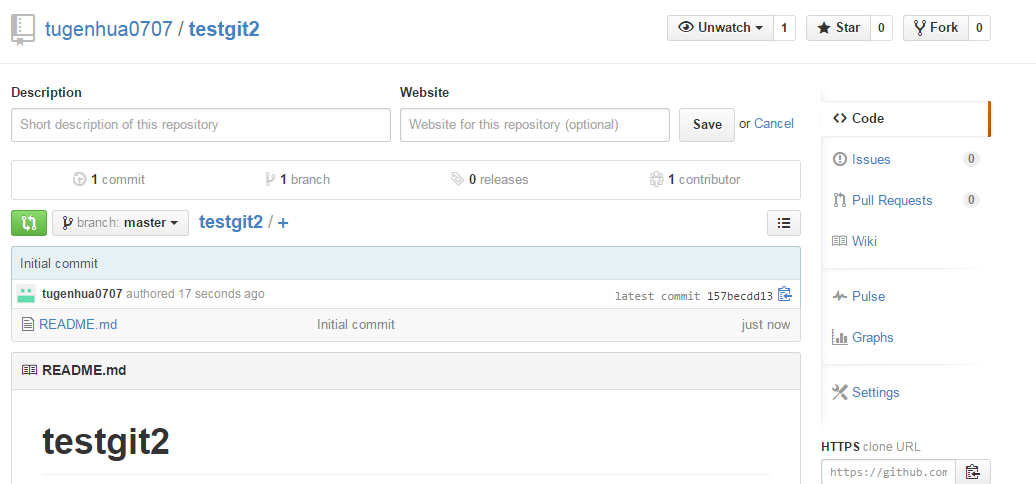 tugenhua0707 / testgit2
Unwatch 1 Star 0 Fork 0
Description
Website
Short description of this repository
Website for this repository (optional)
Save or Cancel
1 commit 1 branch 0 releases 1 contributor
branch: master testgit2 / +
Initial commit
tugenhua0707 authored 17 seconds ago
latest commit 157becdd13
README.md Initial commit just now
README.md
testgit2
Code
Issues 0
Pull Requests 0
Wiki
Pulse
Graphs
Settings
HTTPS clone URL
https://github.com